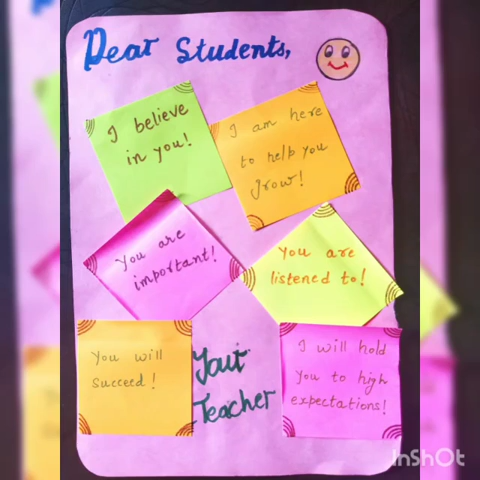 Dear Students,
I believe
in you!
I am here
to help you
grow!
You are
important!
You are
listened to!
You will
succeed!
I will hold
you to high
expectations!
Your
Teacher
InShOt